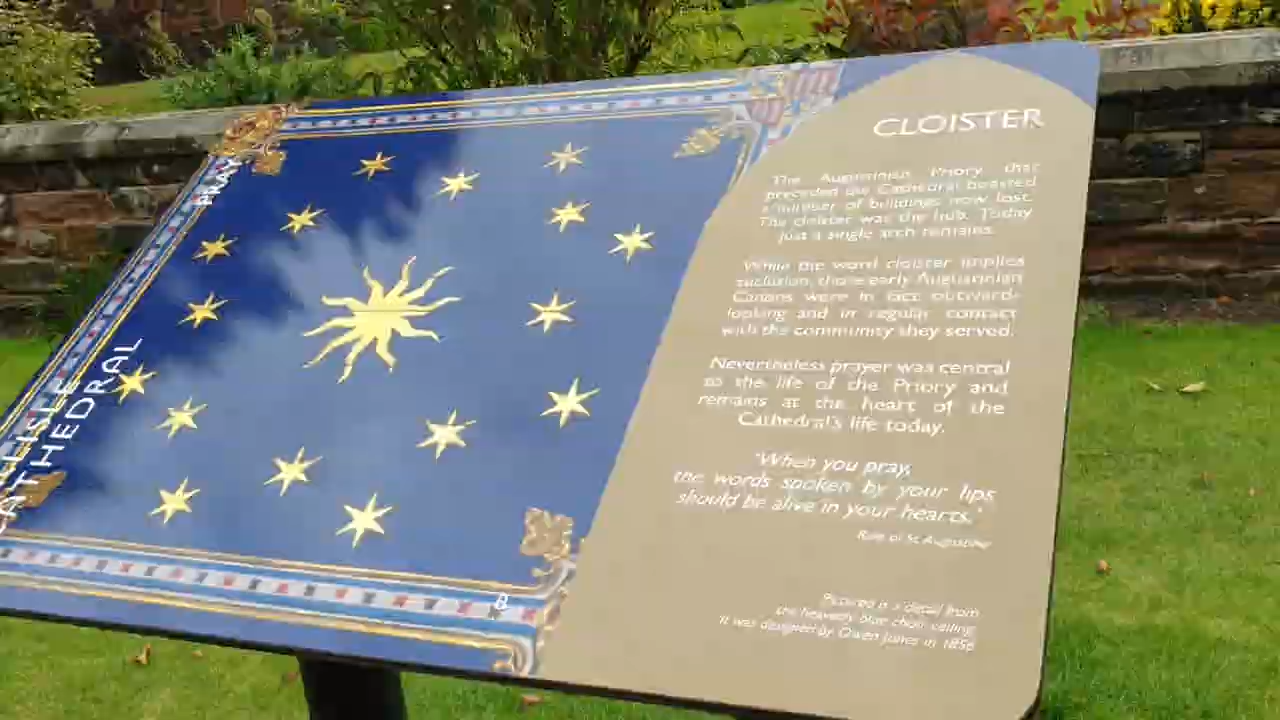 PRAY
CARLISLE
CATHEDRAL
CLOISTER
The Augustinian Priory that
preceded the Cathedral boasted
a number of buildings now lost.
The cloister was the hub. Today
just a single arch remains.
While the word cloister implies
seclusion, those early Augustinian
Canons were in fact outward-
looking and in regular contact
with the community they served.
Nevertheless prayer was central
to the life of the Priory and
remains at the heart of the
Cathedral's life today.
'When you pray,
the words spoken by your lips
should be alive in your hearts.'
Rule of St Augustine
Pictured is a detail from
the heavenly blue choir ceiling.
It was designed by Owen Jones in 1856
8